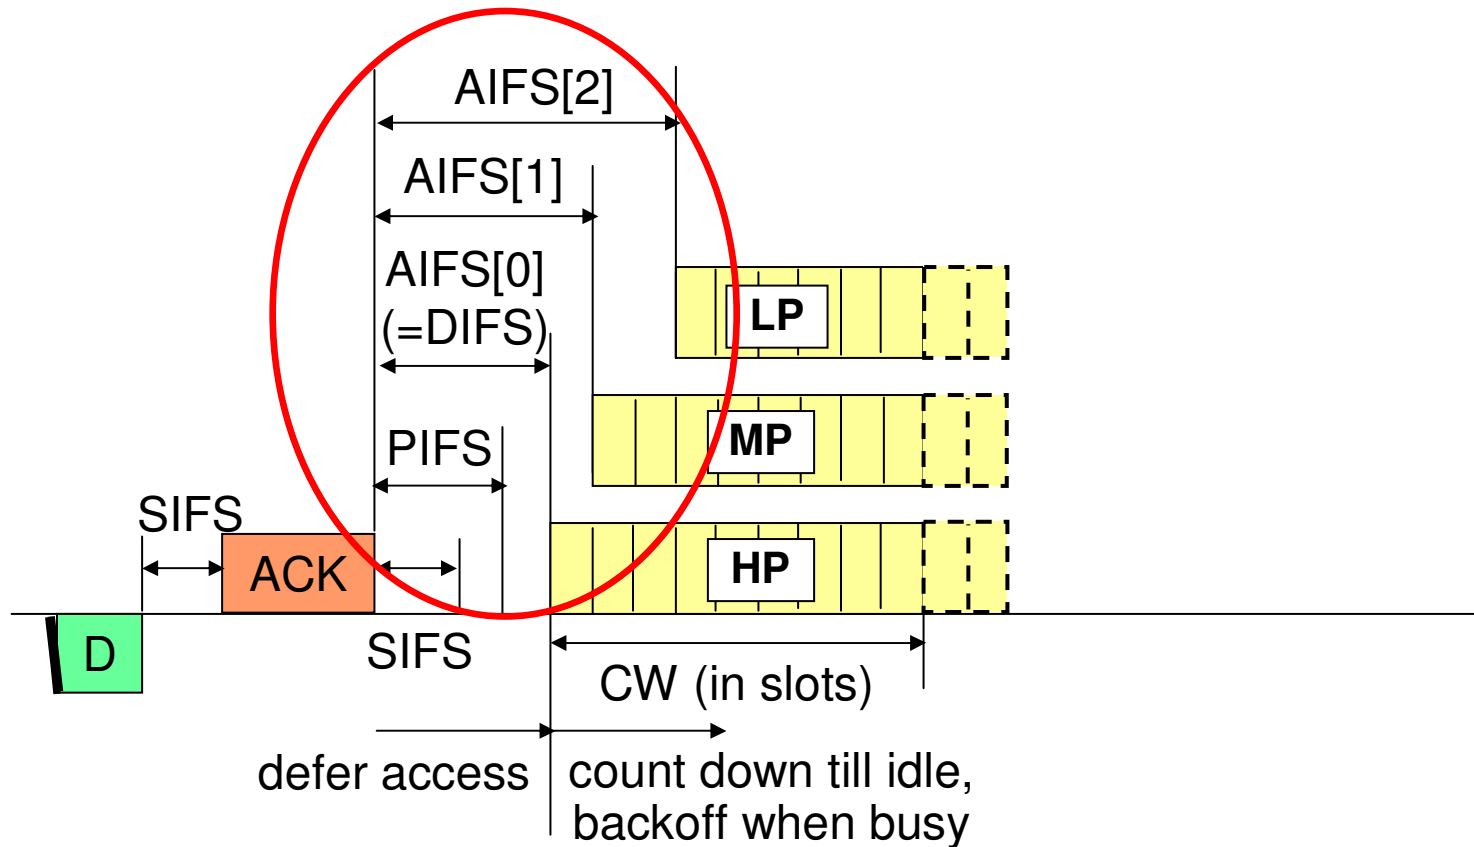 AIFS[2]
AIFS[1]
AIFS[0]
(=DIFS)
LP
PIFS
MP
SIFS
ACK
HP
D
SIFS
CW (in slots)
defer access
count down till idle,
backoff when busy